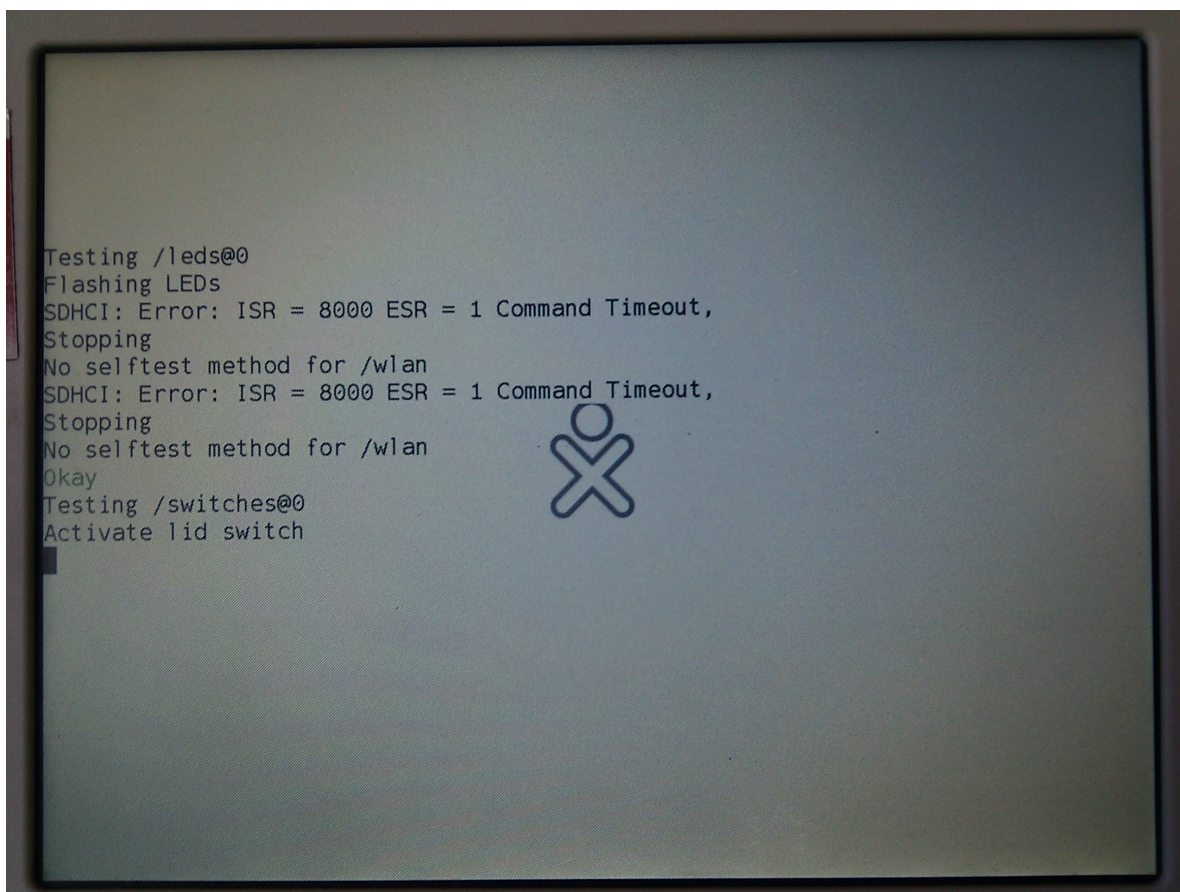 Testing /leds@0
Flashing LEDs
SDHCI: Error: ISR = 8000 ESR = 1 Command Timeout,
Stopping
No selftest method for /wlan
SDHCI: Error: ISR = 8000 ESR = 1 Command Timeout,
Stopping
No selftest method for /wlan
Okay
Testing /switches@0
Activate lid switch